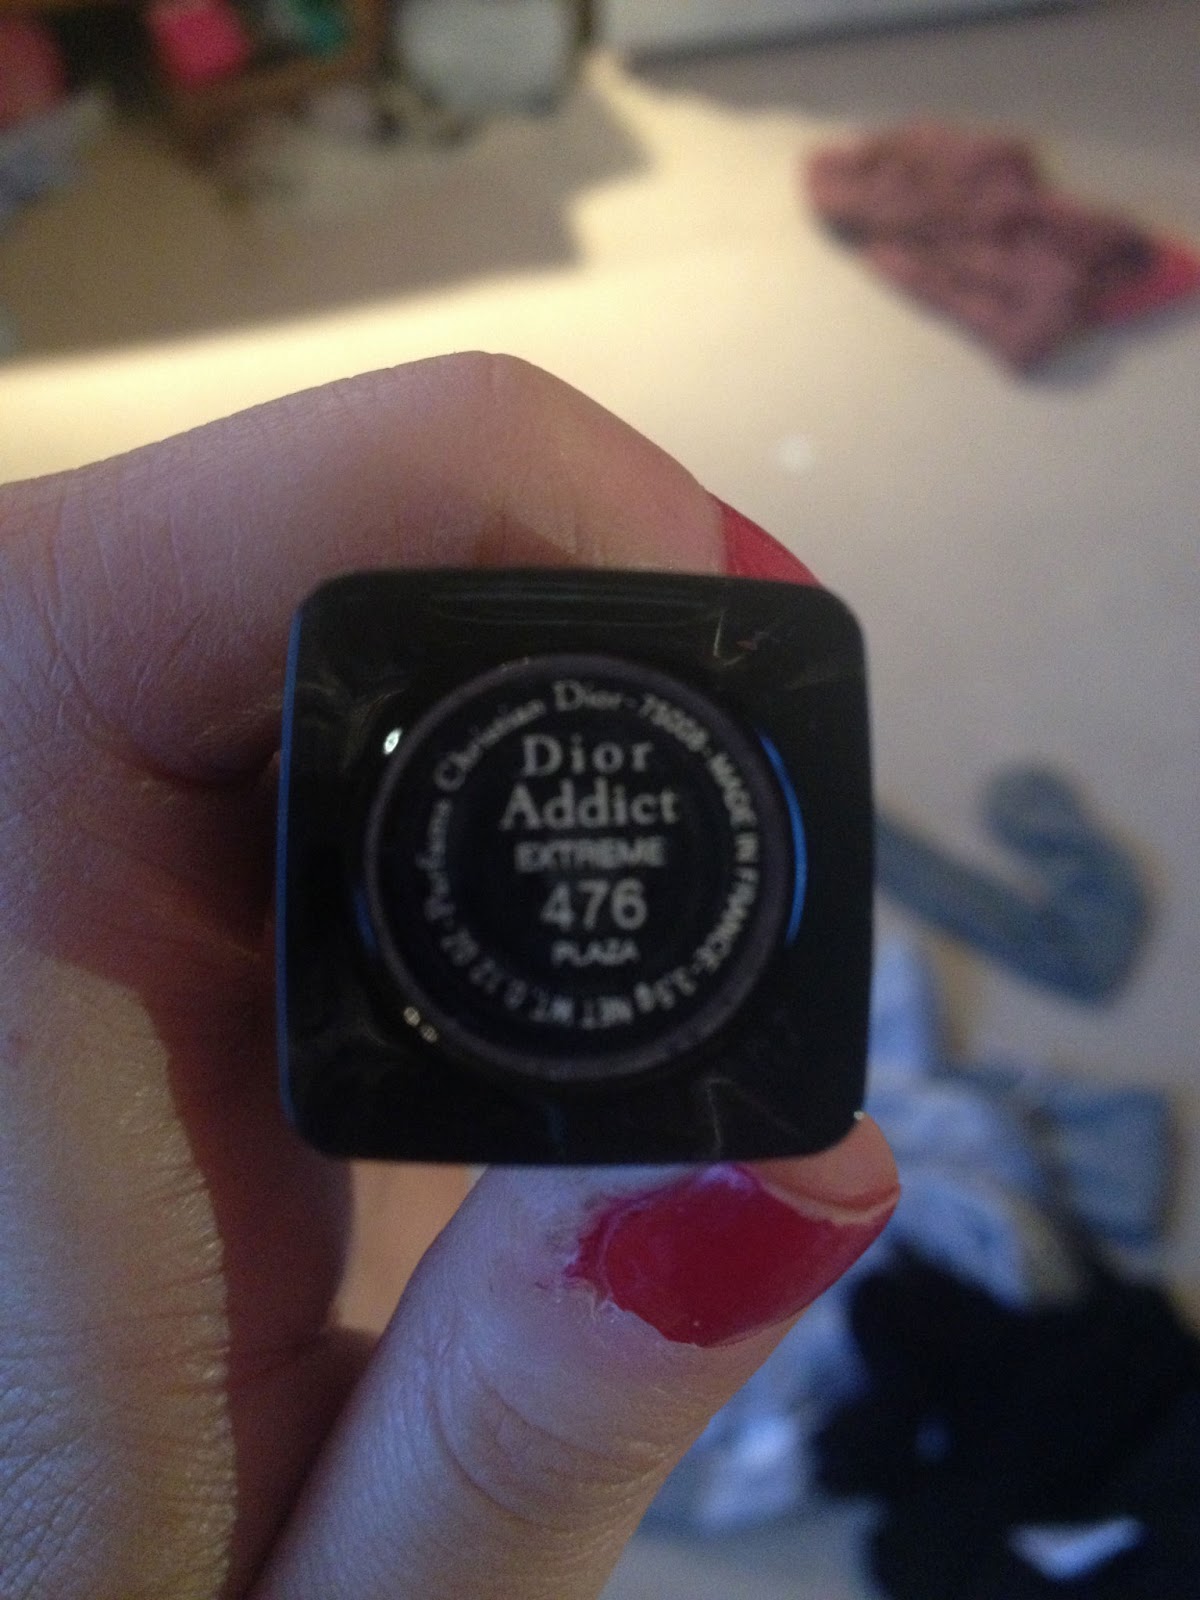 Dior
Addict
EXTREME
476
PLAZA
Parfums Christian Dior - 75008 - MADE IN FRANCE - 3.5g NET WT. 0.12 OZ -